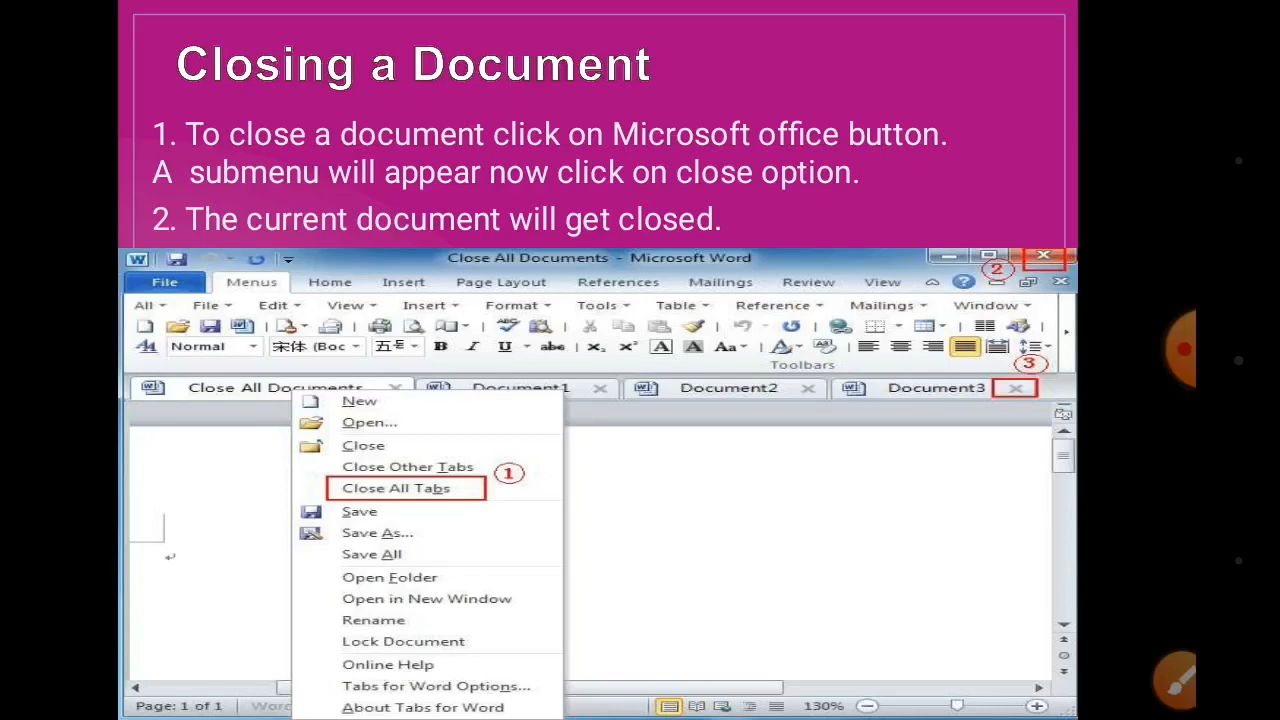 Closing a Document
1. To close a document click on Microsoft office button.
A submenu will appear now click on close option.
2. The current document will get closed.
Close All Documents - Microsoft Word
②
File Menus Home Insert Page Layout References Mailings Review View
All File Edit View Insert Format Tools Table Reference Mailings Window
Normal 宋体 (Boc 五号 B I U abc X₂ X² A A Aa A
Toolbars
③
Close All Documents Document1 Document2 Document3
New
Open...
Close
Close Other Tabs
①
Close All Tabs
Save
Save As...
Save All
Open Folder
Open in New Window
Rename
Lock Document
Online Help
Tabs for Word Options...
About Tabs for Word
Page: 1 of 1 Word 130%